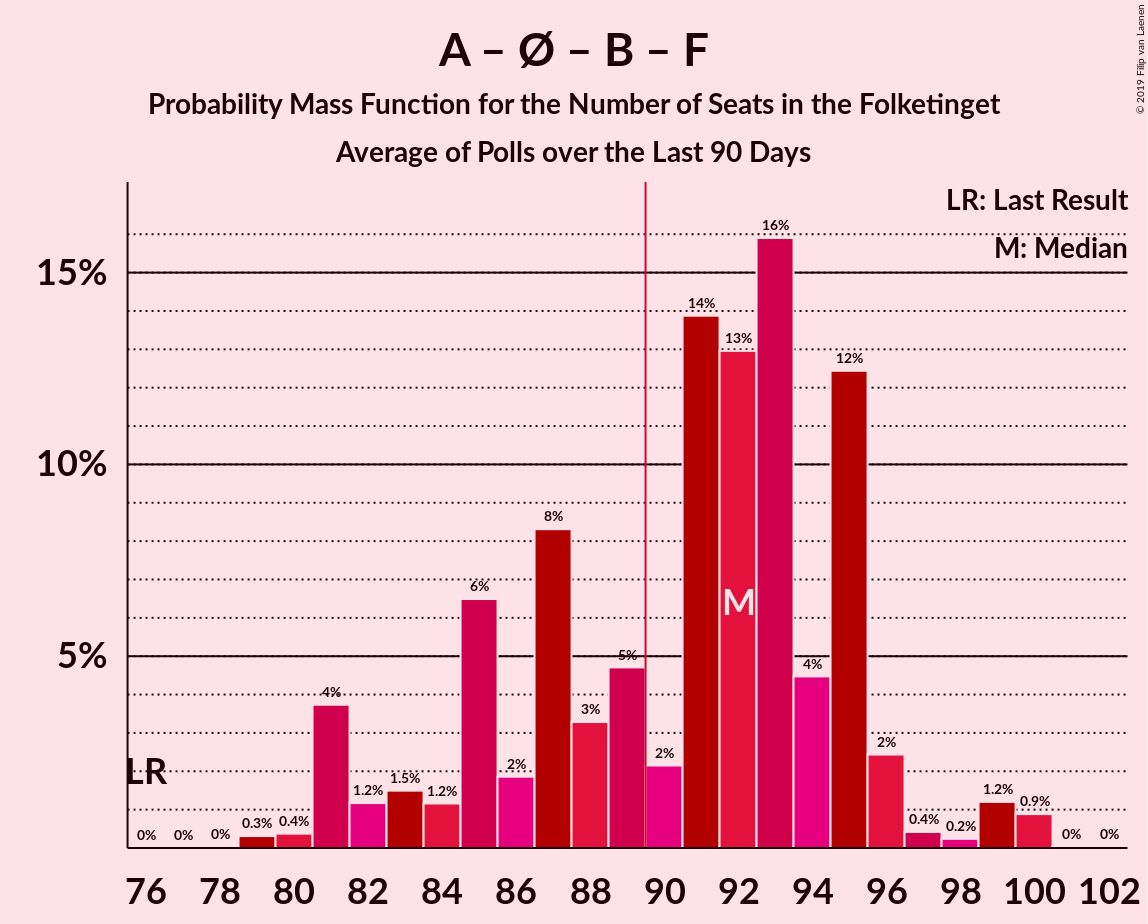 A – Ø – B – F
Probability Mass Function for the Number of Seats in the Folketinget
Average of Polls over the Last 90 Days
© 2019 Filip van Laenen
LR: Last Result
M: Median
15%
10%
5%
LR
M
0% 0% 0% 0.3% 0.4% 4% 1.2% 1.5% 1.2% 6% 2% 8% 3% 5% 2% 14% 13% 16% 4% 12% 2% 0.4% 0.2% 1.2% 0.9% 0% 0%
76 78 80 82 84 86 88 90 92 94 96 98 100 102